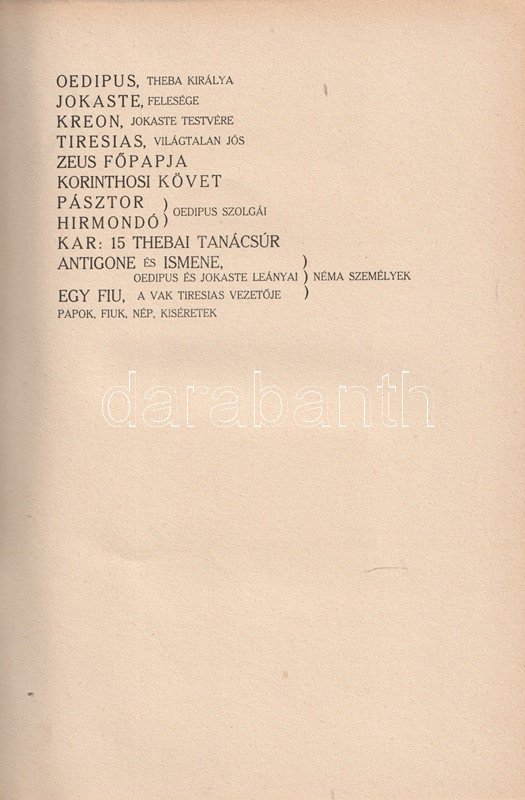 OEDIPUS, THEBA KIRÁLYA
JOKASTE, FELESÉGE
KREON, JOKASTE TESTVÉRE
TIRESIAS, VILÁGTALAN JÓS
ZEUS FŐPAPJA
KORINTHOSI KÖVET
PÁSZTOR )
HIRMONDÓ ) OEDIPUS SZOLGÁI
KAR: 15 THEBAI TANÁCSÚR
ANTIGONE ÉS ISMENE, )
OEDIPUS ÉS JOKASTE LEÁNYAI ) NÉMA SZEMÉLYEK
EGY FIU, A VAK TIRESIAS VEZETŐJE )
PAPOK, FIUK, NÉP, KISÉRETEK
darabanth